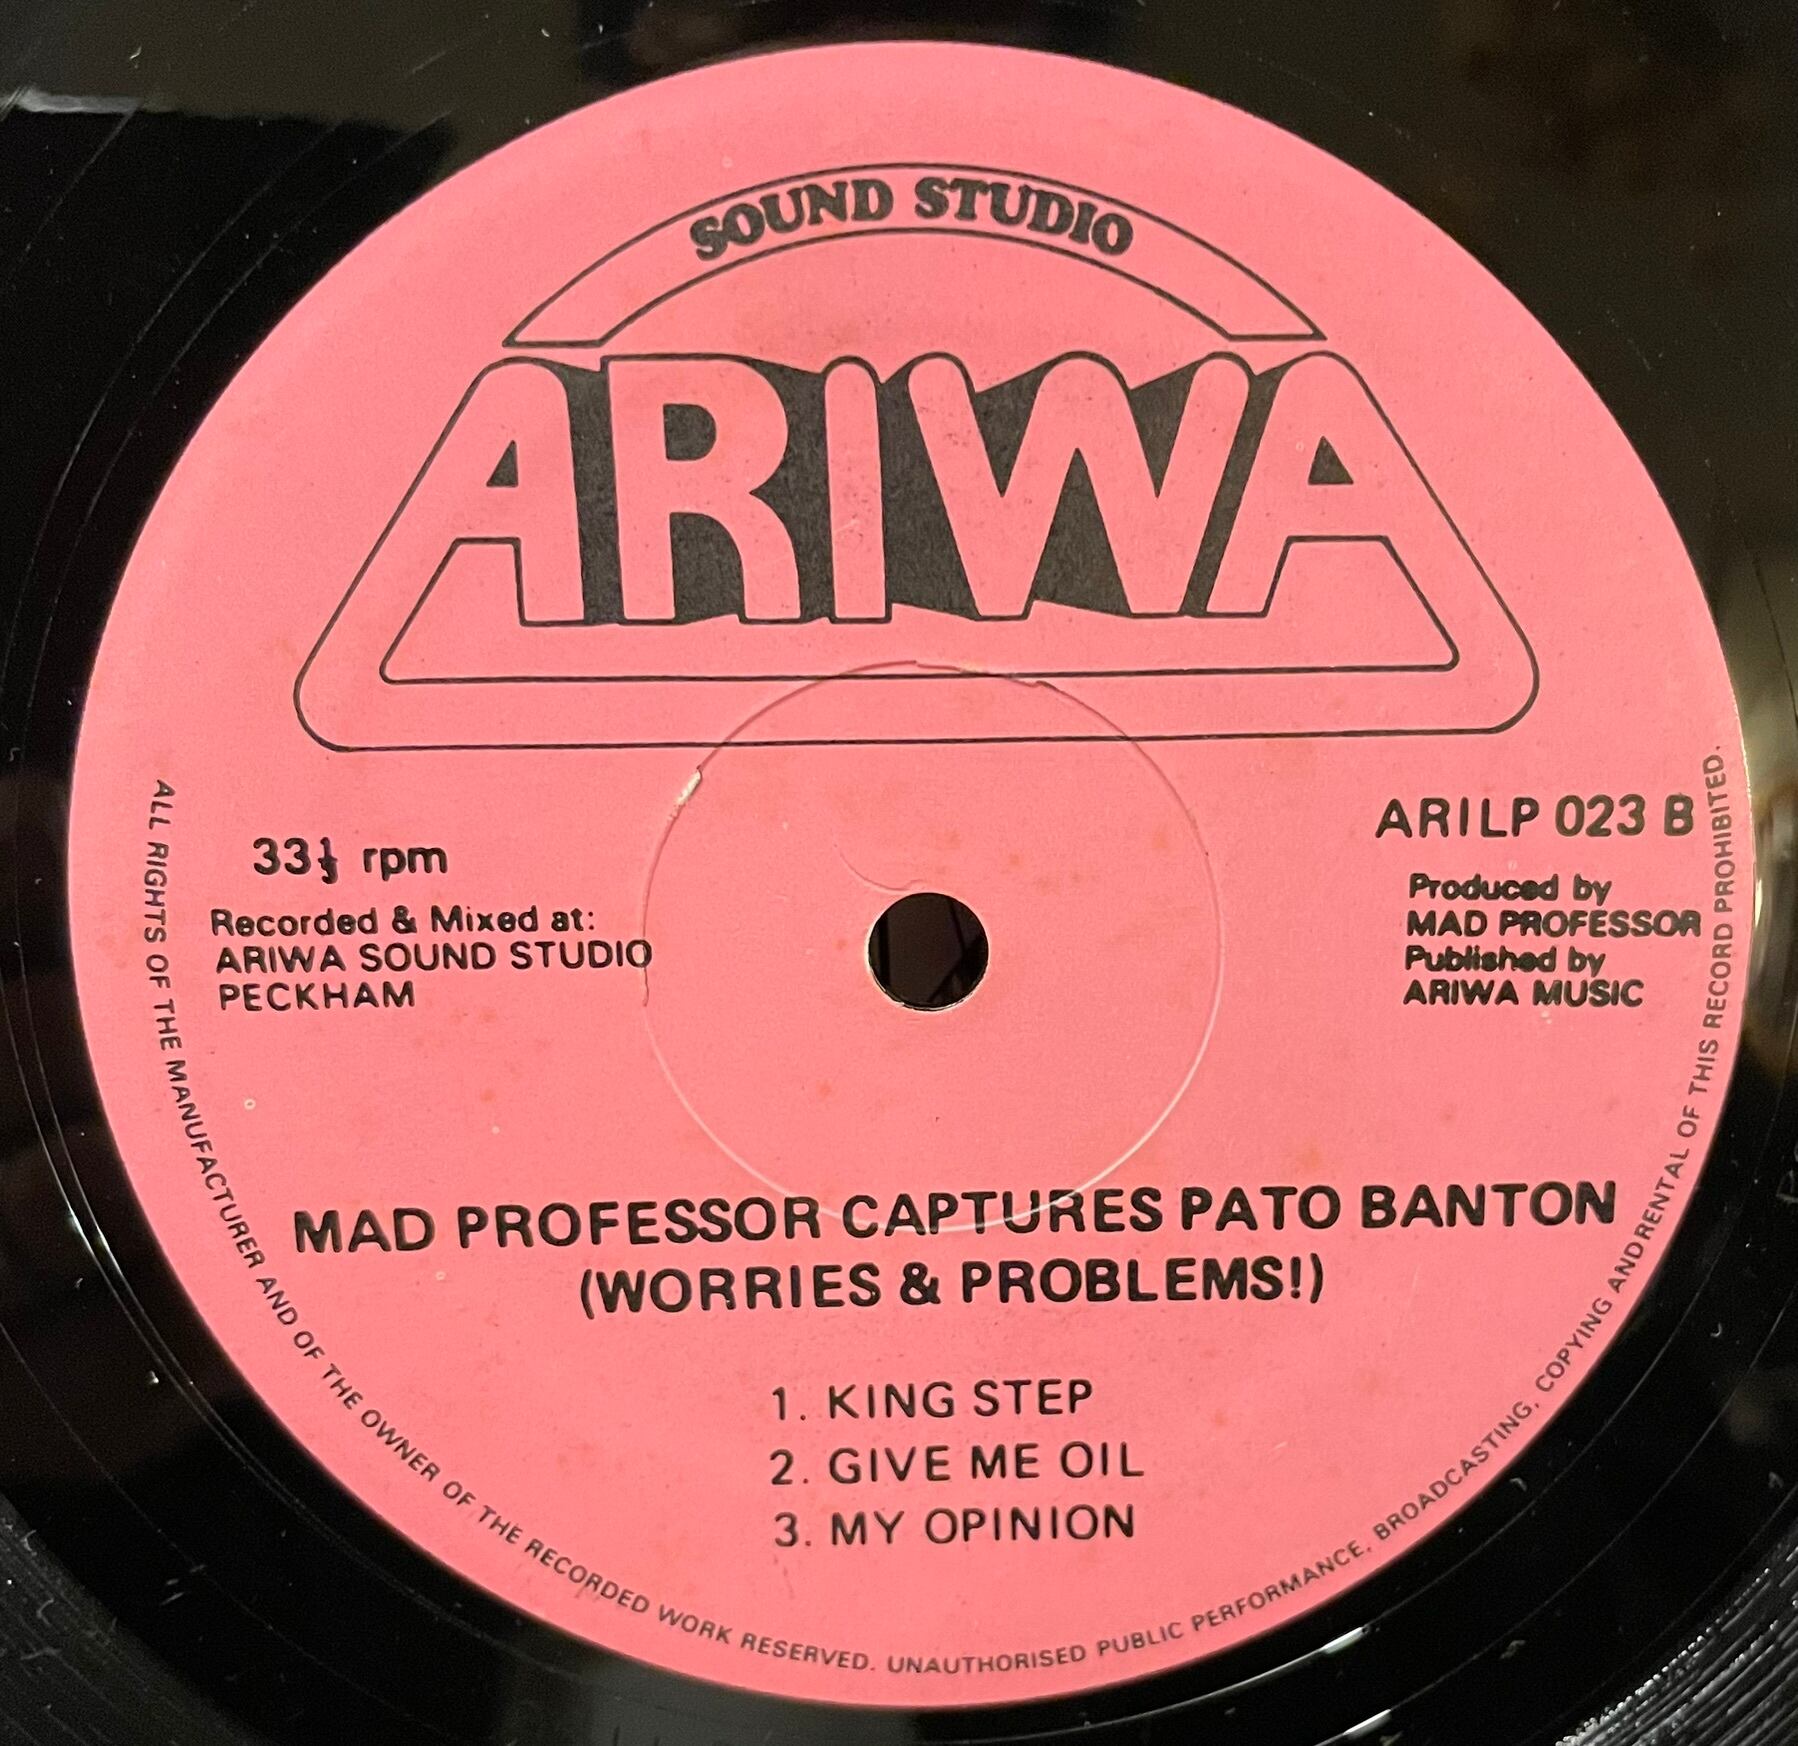 SOUND STUDIO
ARIWA
33⅓ rpm
Recorded & Mixed at:
ARIWA SOUND STUDIO
PECKHAM
ARILP 023 B
Produced by
MAD PROFESSOR
Published by
ARIWA MUSIC
MAD PROFESSOR CAPTURES PATO BANTON
(WORRIES & PROBLEMS!)
1. KING STEP
2. GIVE ME OIL
3. MY OPINION
ALL RIGHTS OF THE MANUFACTURER AND OF THE OWNER OF THE RECORDED WORK RESERVED. UNAUTHORISED PUBLIC PERFORMANCE, BROADCASTING, COPYING ANDRENTAL OF THIS RECORD PROHIBITED.